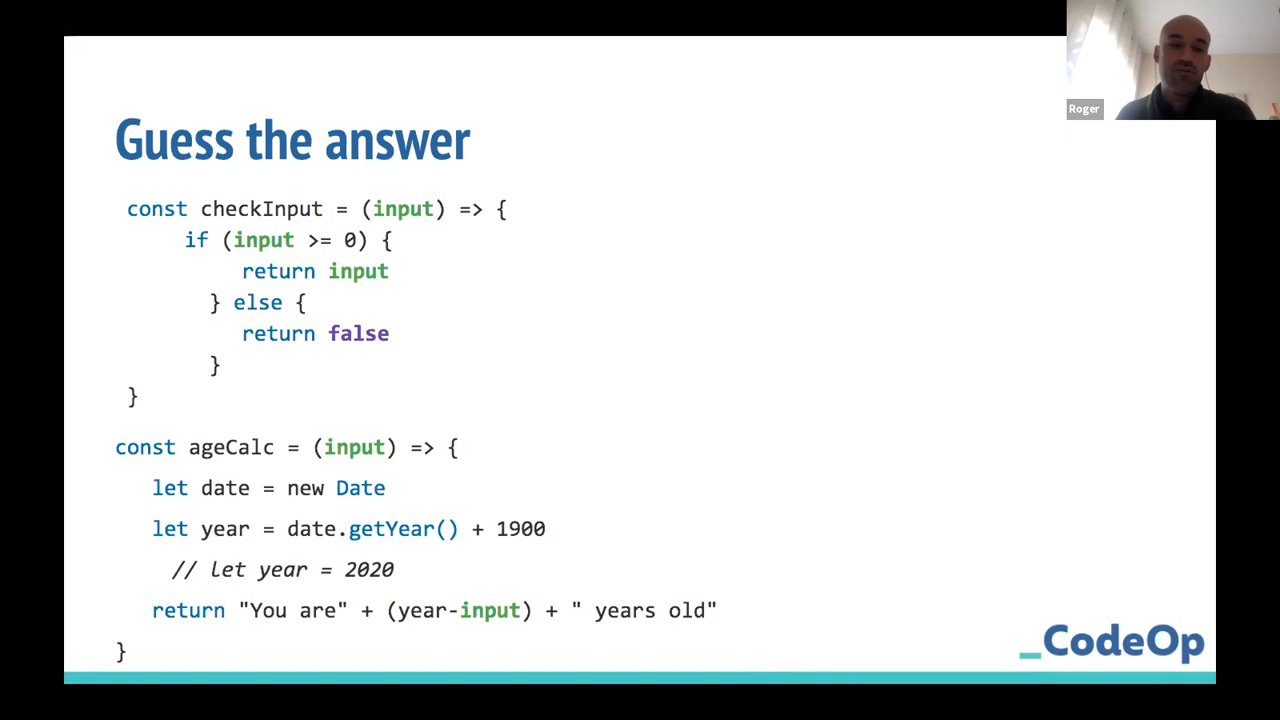 Roger
Guess the answer
const checkInput = (input) => {
if (input >= 0) {
return input
} else {
return false
}
}
const ageCalc = (input) => {
let date = new Date
let year = date.getYear() + 1900
// let year = 2020
return "You are" + (year-input) + " years old"
}
_CodeOp